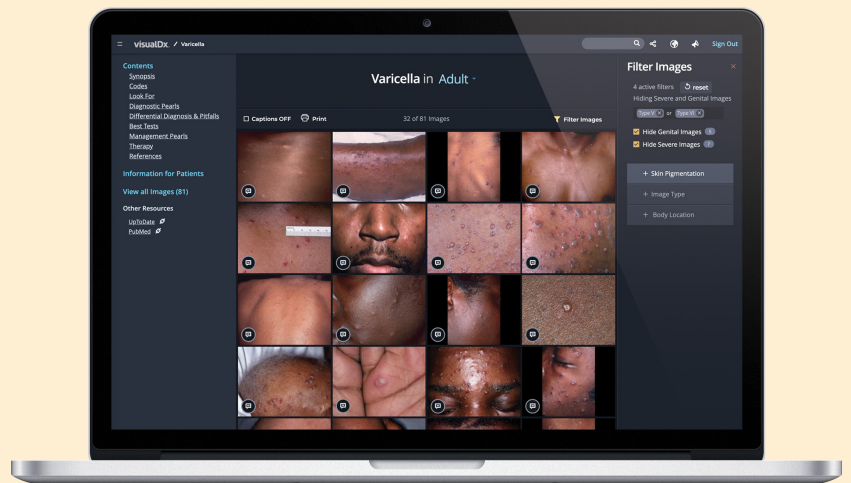 visualDx. / Varicella
Sign Out
Contents
Synopsis
Codes
Look For
Diagnostic Pearls
Differential Diagnosis & Pitfalls
Best Tests
Management Pearls
Therapy
References
Information for Patients
View all Images (81)
Other Resources
UpToDate
PubMed
Varicella in Adult
Captions OFF
Print
32 of 81 Images
Filter Images
Filter Images
4 active filters
reset
Hiding Severe and Genital Images
Type V × or Type VI ×
Hide Genital Images
Hide Severe Images
+ Skin Pigmentation
+ Image Type
+ Body Location